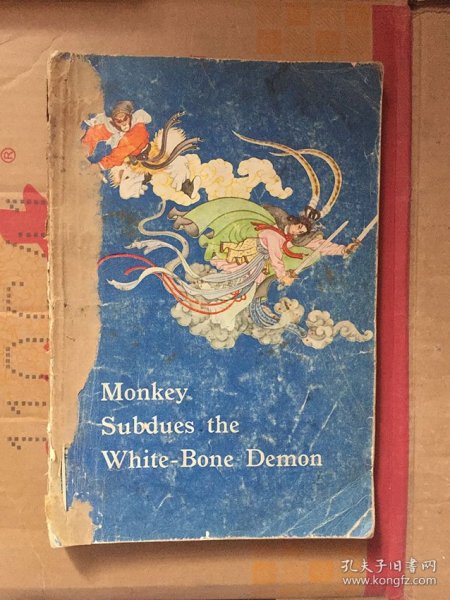 Monkey
Subdues the
White-Bone Demon
®
孔夫子旧书网
www.kongfz.com